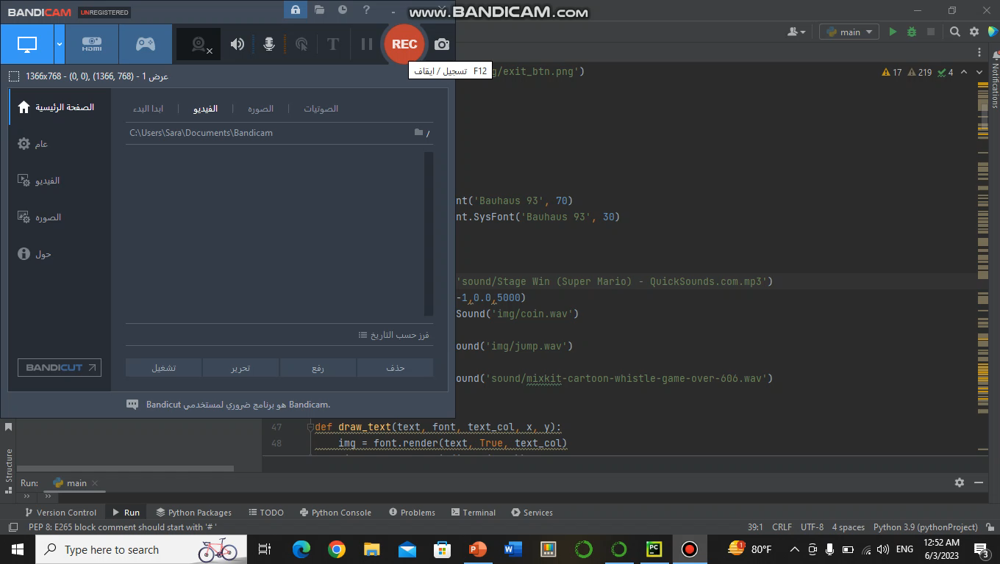 BANDICAM UNREGISTERED
www.BANDICAM.com
HDMI
T
REC
main
F12 تسجيل / ايقاف
1366x768 - (0, 0), (1366, 768) - عرض 1
g/exit_btn.png')
17 219 4
Notifications
الصفحة الرئيسية
عام
الفيديو
الصوره
حول
ابدا البدء
الفيديو
الصوره
الصوتيات
C:\Users\Sara\Documents\Bandicam
/
nt('Bauhaus 93', 70)
nt.SysFont('Bauhaus 93', 30)
'sound/Stage Win (Super Mario) - QuickSounds.com.mp3')
-1,0.0,5000)
Sound('img/coin.wav')
ound('img/jump.wav')
ound('sound/mixkit-cartoon-whistle-game-over-606.wav')
فرز حسب التاريخ
BANDICUT
تشغيل
تحرير
رفع
حذف
Bandicut هو برنامج ضروري لمستخدمي Bandicam.
47 def draw_text(text, font, text_col, x, y):
48 img = font.render(text, True, text_col)
Structure
Run: main
Version Control
Run
Python Packages
TODO
Python Console
Problems
Terminal
Services
PEP 8: E265 block comment should start with '# '
39:1 CRLF UTF-8 4 spaces Python 3.9 (pythonProject)
Type here to search
80°F
ENG
12:52 AM
6/3/2023
3